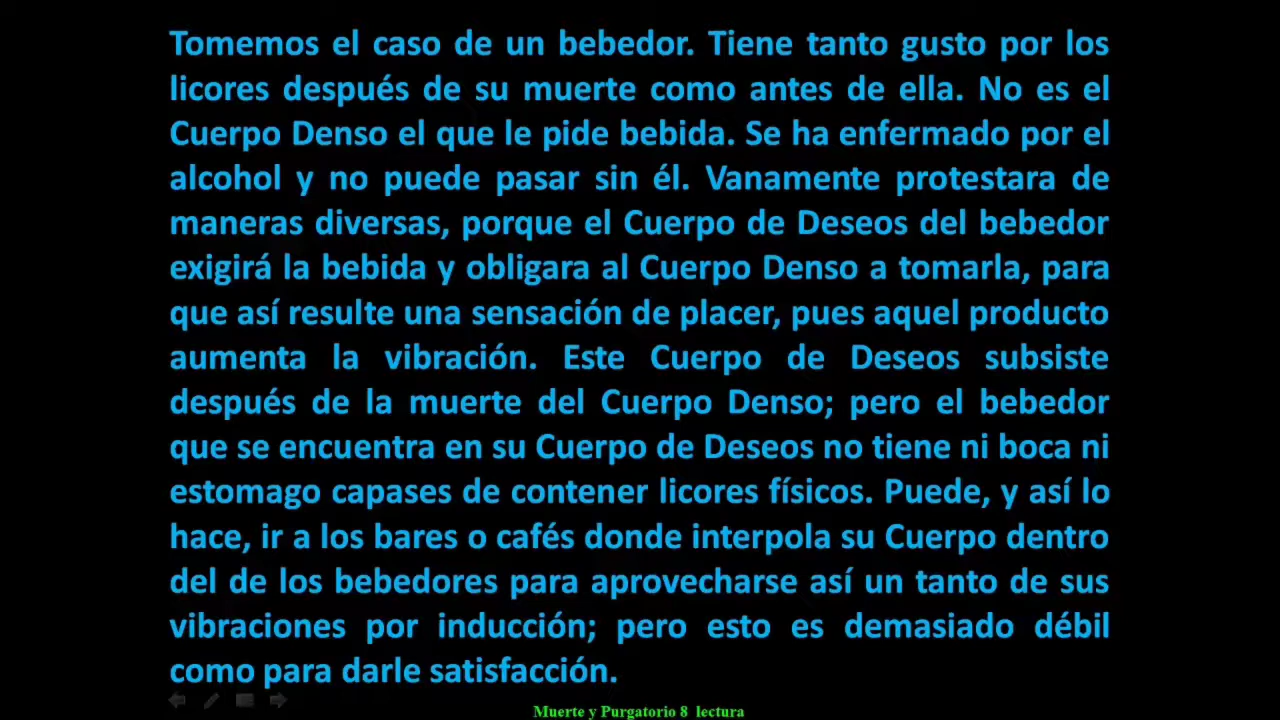 Tomemos el caso de un bebedor. Tiene tanto gusto por los
licores después de su muerte como antes de ella. No es el
Cuerpo Denso el que le pide bebida. Se ha enfermado por el
alcohol y no puede pasar sin él. Vanamente protestara de
maneras diversas, porque el Cuerpo de Deseos del bebedor
exigirá la bebida y obligara al Cuerpo Denso a tomarla, para
que así resulte una sensación de placer, pues aquel producto
aumenta la vibración. Este Cuerpo de Deseos subsiste
después de la muerte del Cuerpo Denso; pero el bebedor
que se encuentra en su Cuerpo de Deseos no tiene ni boca ni
estomago capases de contener licores físicos. Puede, y así lo
hace, ir a los bares o cafés donde interpola su Cuerpo dentro
del de los bebedores para aprovecharse así un tanto de sus
vibraciones por inducción; pero esto es demasiado débil
como para darle satisfacción.
Muerte y Purgatorio 8 lectura